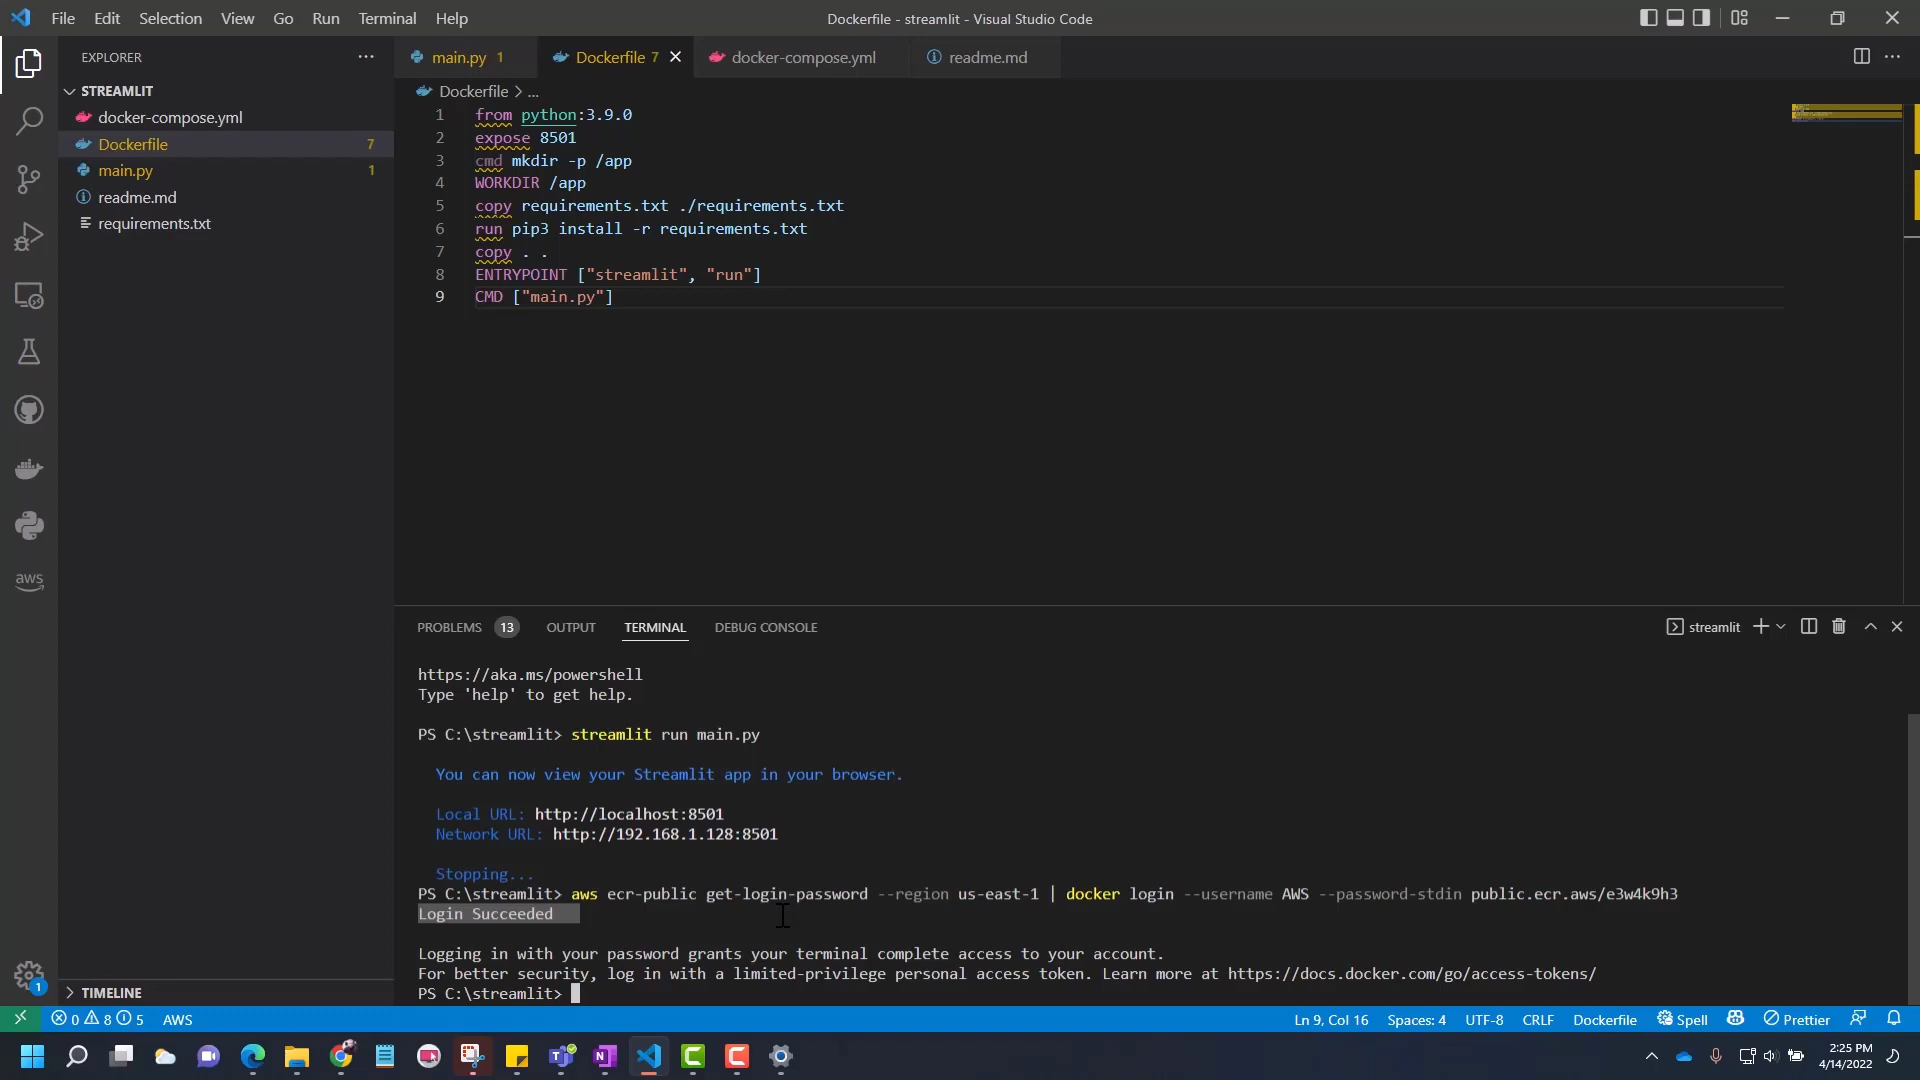 File Edit Selection View Go Run Terminal Help
Dockerfile - streamlit - Visual Studio Code
EXPLORER
STREAMLIT
docker-compose.yml
Dockerfile 7
main.py 1
readme.md
requirements.txt
TIMELINE
aws
1
main.py 1
Dockerfile 7
docker-compose.yml
readme.md
Dockerfile > ...
1 from python:3.9.0
2 expose 8501
3 cmd mkdir -p /app
4 WORKDIR /app
5 copy requirements.txt ./requirements.txt
6 run pip3 install -r requirements.txt
7 copy . .
8 ENTRYPOINT ["streamlit", "run"]
9 CMD ["main.py"]
PROBLEMS 13 OUTPUT TERMINAL DEBUG CONSOLE
streamlit
https://aka.ms/powershell
Type 'help' to get help.
PS C:\streamlit> streamlit run main.py
You can now view your Streamlit app in your browser.
Local URL: http://localhost:8501
Network URL: http://192.168.1.128:8501
Stopping...
PS C:\streamlit> aws ecr-public get-login-password --region us-east-1 | docker login --username AWS --password-stdin public.ecr.aws/e3w4k9h3
Login Succeeded
Logging in with your password grants your terminal complete access to your account.
For better security, log in with a limited-privilege personal access token. Learn more at https://docs.docker.com/go/access-tokens/
PS C:\streamlit>
0 8 5 AWS
Ln 9, Col 16 Spaces: 4 UTF-8 CRLF Dockerfile Spell Prettier
2:25 PM
4/14/2022